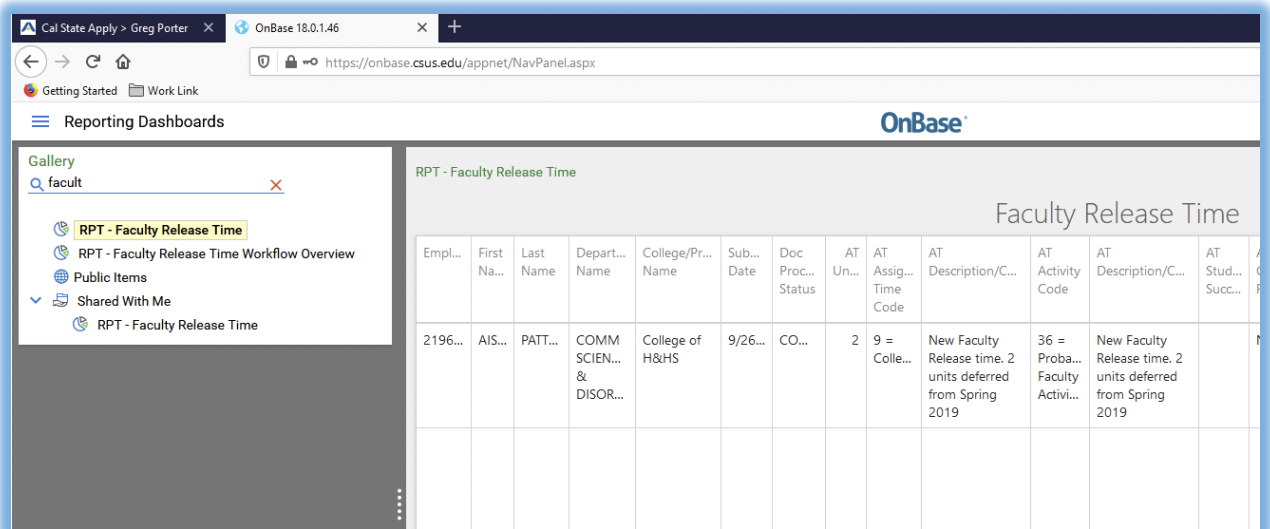 Cal State Apply > Greg Porter
OnBase 18.0.1.46
https://onbase.csus.edu/appnet/NavPanel.aspx
Getting Started
Work Link
Reporting Dashboards
OnBase
Gallery
facult
RPT - Faculty Release Time
RPT - Faculty Release Time Workflow Overview
Public Items
Shared With Me
RPT - Faculty Release Time
RPT - Faculty Release Time
Faculty Release Time
Empl...
First
Na...
Last
Name
Depart...
Name
College/Pr...
Name
Sub...
Date
Doc
Proc...
Status
AT
Un...
AT
Assig...
Time
Code
AT
Description/C...
AT
Activity
Code
AT
Description/C...
AT
Stud...
Succ...
2196...
AIS...
PATT...
COMM
SCIEN...
&
DISOR...
College of
H&HS
9/26...
CO...
2
9 =
Colle...
New Faculty
Release time. 2
units deferred
from Spring
2019
36 =
Proba...
Faculty
Activi...
New Faculty
Release time. 2
units deferred
from Spring
2019